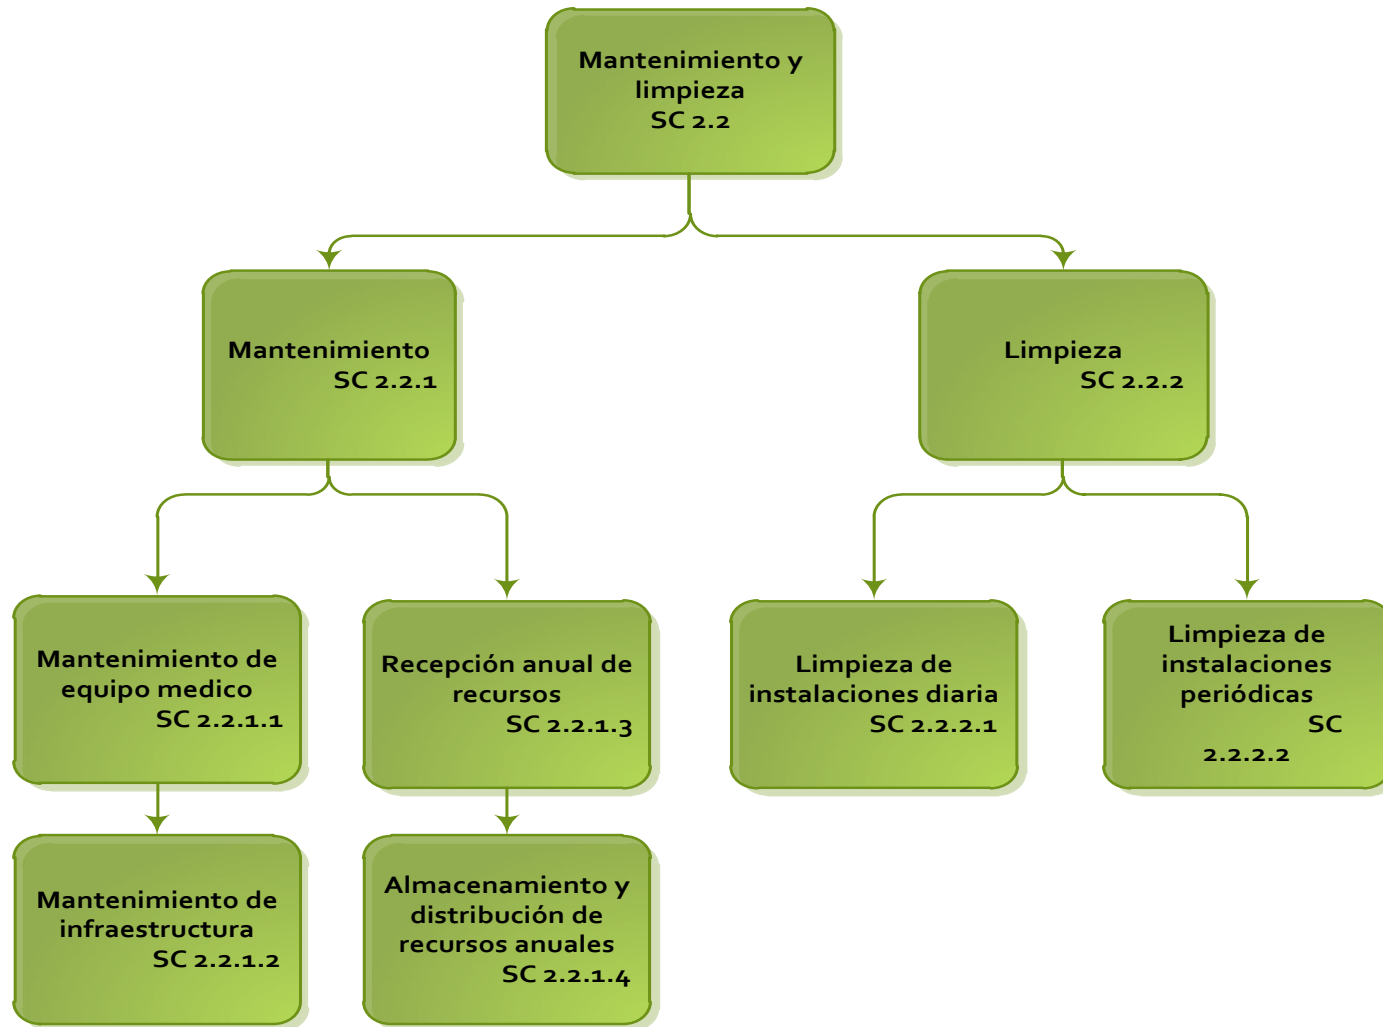 Mantenimiento y
limpieza
SC 2.2
Mantenimiento
SC 2.2.1
Limpieza
SC 2.2.2
Mantenimiento de
equipo medico
SC 2.2.1.1
Recepción anual de
recursos
SC 2.2.1.3
Limpieza de
instalaciones diaria
SC 2.2.2.1
Limpieza de
instalaciones
periódicas
SC
2.2.2.2
Mantenimiento de
infraestructura
SC 2.2.1.2
Almacenamiento y
distribución de
recursos anuales
SC 2.2.1.4